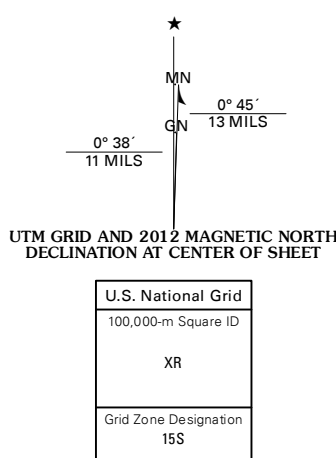 ★
MN
0° 45´
13 MILS
GN
0° 38´
11 MILS
UTM GRID AND 2012 MAGNETIC NORTH
DECLINATION AT CENTER OF SHEET
U.S. National Grid
100,000-m Square ID
XR
Grid Zone Designation
15S